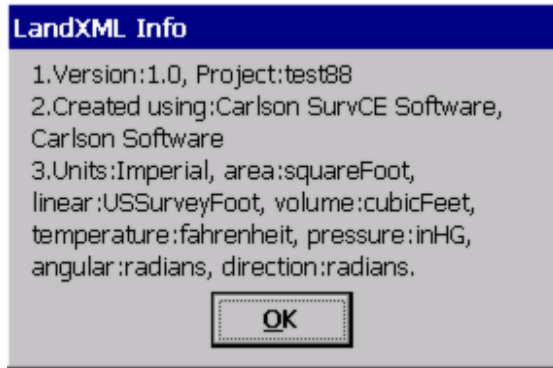 LandXML Info
1.Version:1.0, Project:test88
2.Created using:Carlson SurvCE Software,
Carlson Software
3.Units:Imperial, area:squareFoot,
linear:USSurveyFoot, volume:cubicFeet,
temperature:fahrenheit, pressure:inHG,
angular:radians, direction:radians.
OK